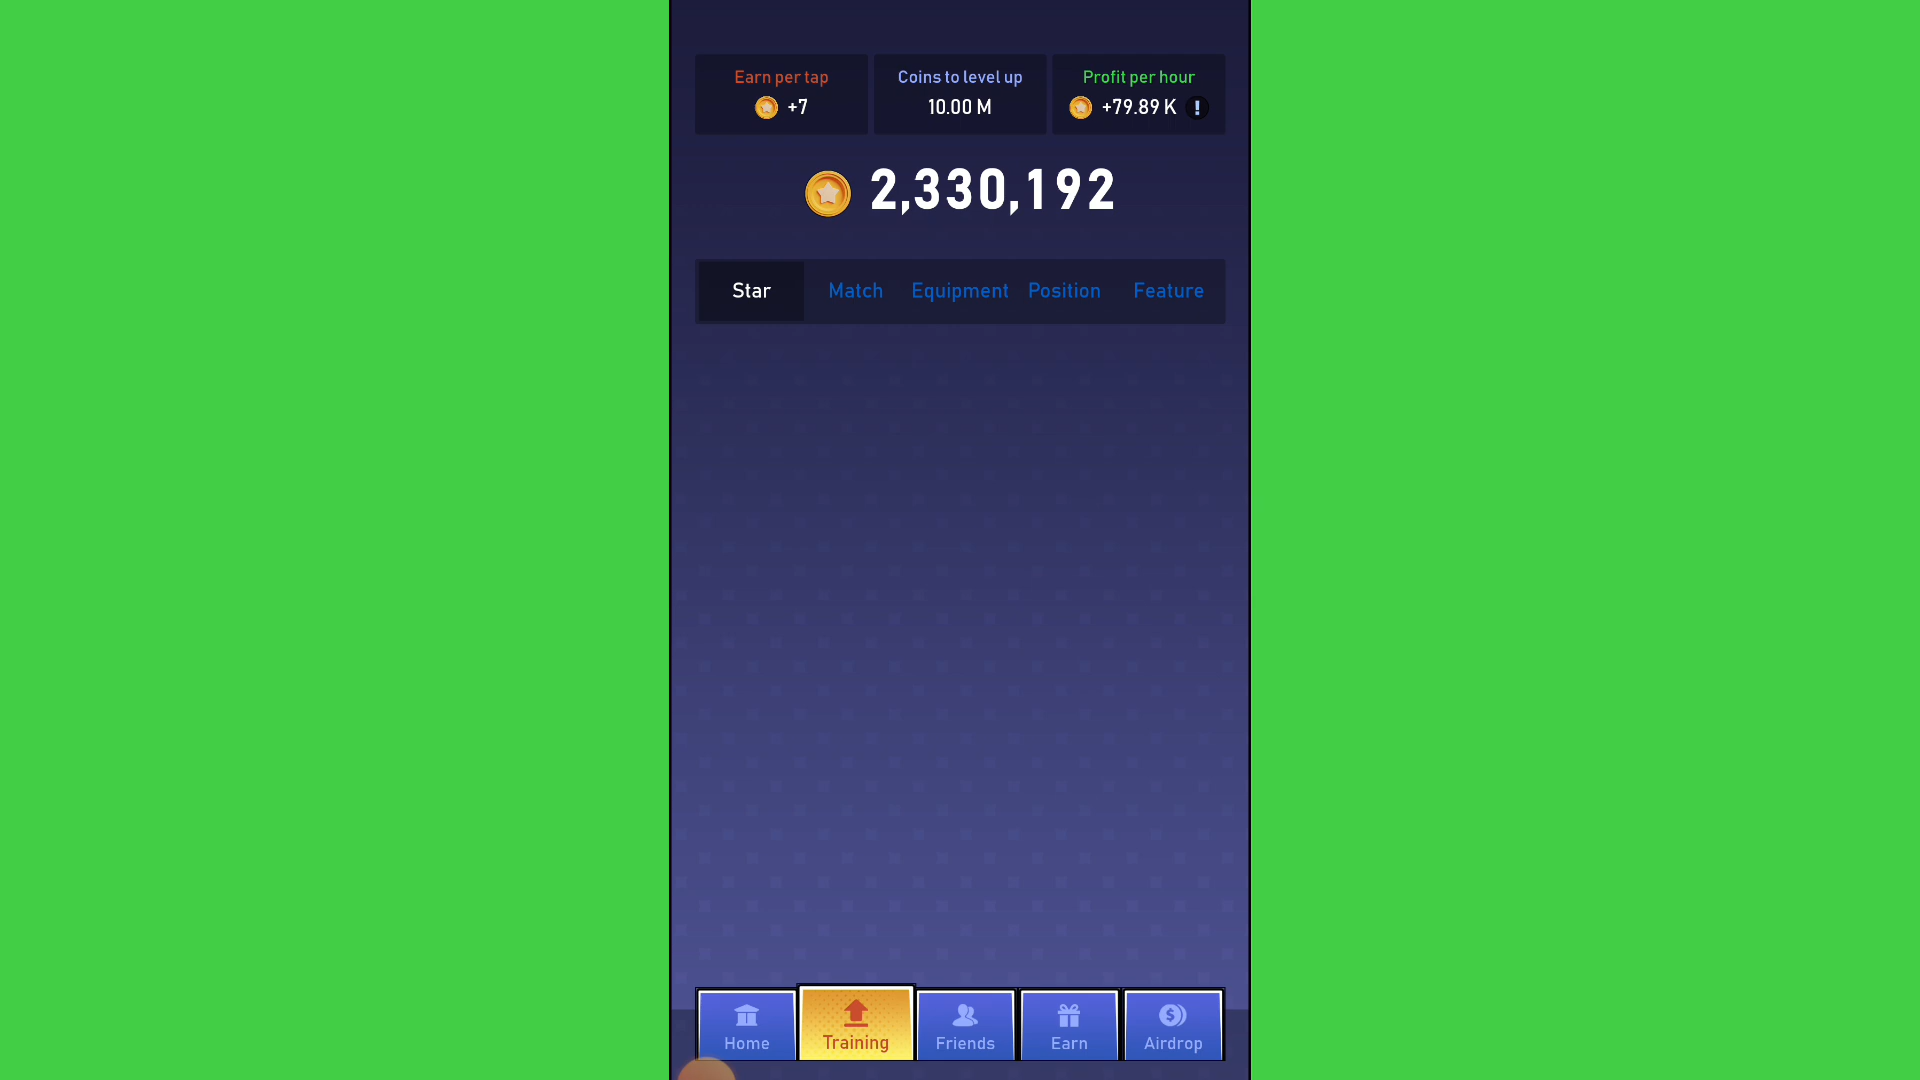 Earn per tap
+7
Coins to level up
10.00 M
Profit per hour
+79.89 K !
2,330,192
Star Match Equipment Position Feature
Home Training Friends Earn Airdrop